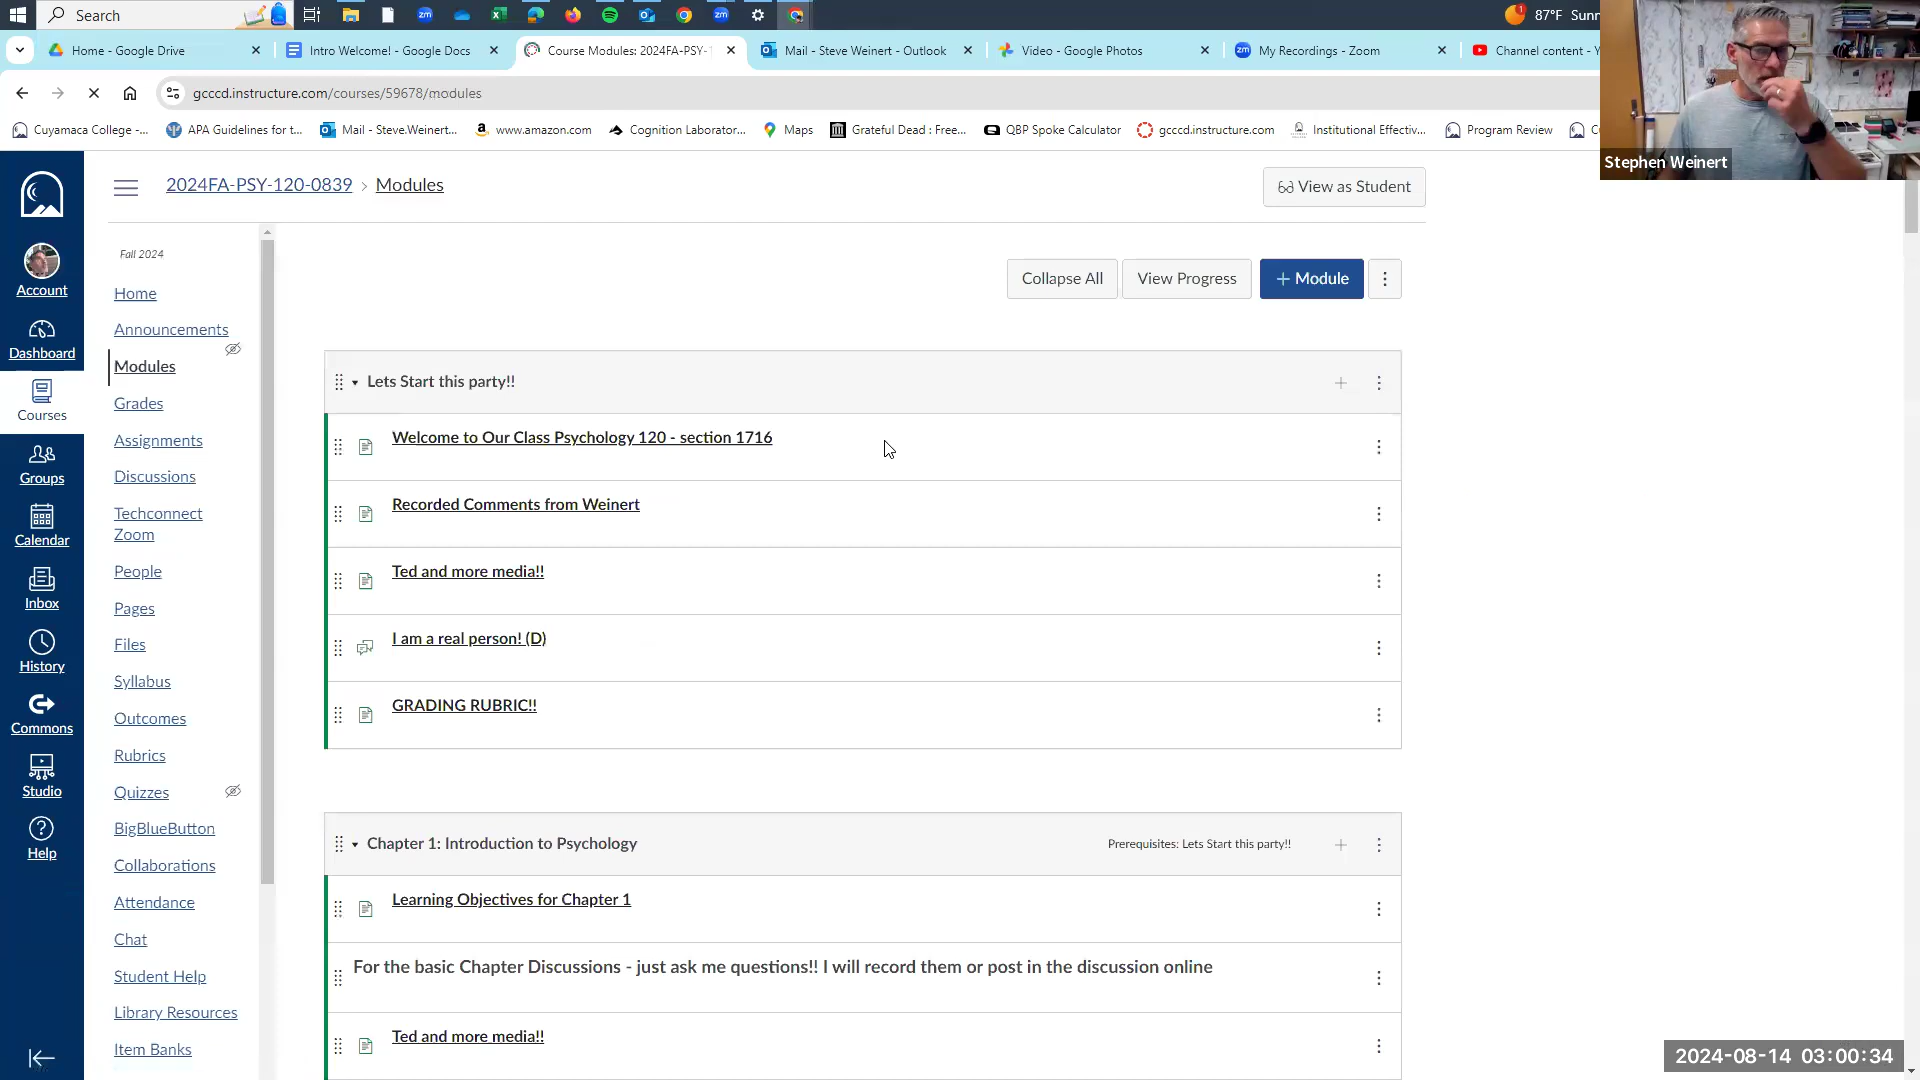 Search
87°F Sunn
Home - Google Drive
Intro Welcome! - Google Docs
Course Modules: 2024FA-PSY-1
Mail - Steve Weinert - Outlook
Video - Google Photos
My Recordings - Zoom
Channel content - Y
gcccd.instructure.com/courses/59678/modules
Cuyamaca College -...
APA Guidelines for t...
Mail - Steve.Weinert...
www.amazon.com
Cognition Laborator...
Maps
Grateful Dead : Free...
QBP Spoke Calculator
gcccd.instructure.com
Institutional Effectiv...
Program Review
Stephen Weinert
2024FA-PSY-120-0839 > Modules
View as Student
Account
Dashboard
Courses
Groups
Calendar
Inbox
History
Commons
Studio
Help
Fall 2024
Home
Announcements
Modules
Grades
Assignments
Discussions
Techconnect
Zoom
People
Pages
Files
Syllabus
Outcomes
Rubrics
Quizzes
BigBlueButton
Collaborations
Attendance
Chat
Student Help
Library Resources
Item Banks
Collapse All
View Progress
+ Module
Lets Start this party!!
Welcome to Our Class Psychology 120 - section 1716
Recorded Comments from Weinert
Ted and more media!!
I am a real person! (D)
GRADING RUBRIC!!
Chapter 1: Introduction to Psychology
Prerequisites: Lets Start this party!!
Learning Objectives for Chapter 1
For the basic Chapter Discussions - just ask me questions!! I will record them or post in the discussion online
Ted and more media!!
2024-08-14 03:00:34